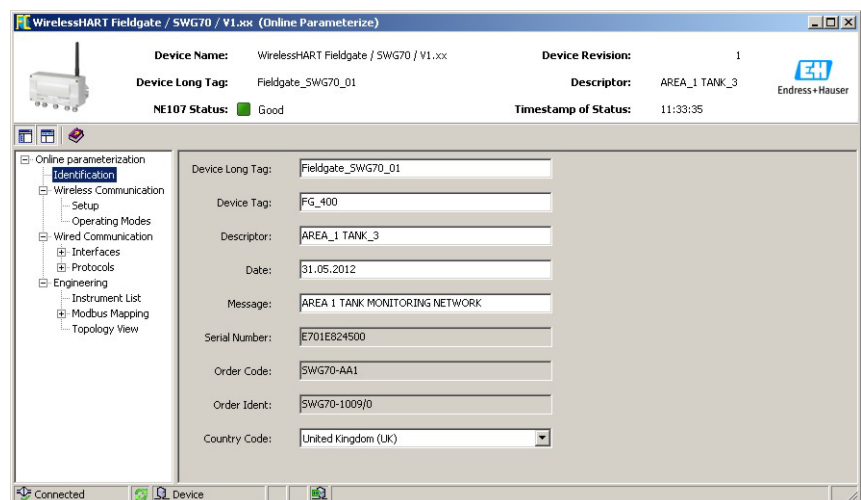 WirelessHART Fieldgate / SWG70 / V1.xx (Online Parameterize)
Device Name: WirelessHART Fieldgate / SWG70 / V1.xx Device Revision: 1
Device Long Tag: Fieldgate_SWG70_01 Descriptor: AREA_1 TANK_3
NE107 Status: Good Timestamp of Status: 11:33:35
EH
Endress+Hauser
Online parameterization
Identification
Wireless Communication
Setup
Operating Modes
Wired Communication
Interfaces
Protocols
Engineering
Instrument List
Modbus Mapping
Topology View
Device Long Tag: Fieldgate_SWG70_01
Device Tag: FG_400
Descriptor: AREA_1 TANK_3
Date: 31.05.2012
Message: AREA 1 TANK MONITORING NETWORK
Serial Number: E701E824500
Order Code: SWG70-AA1
Order Ident: SWG70-1009/0
Country Code: United Kingdom (UK)
Connected Device